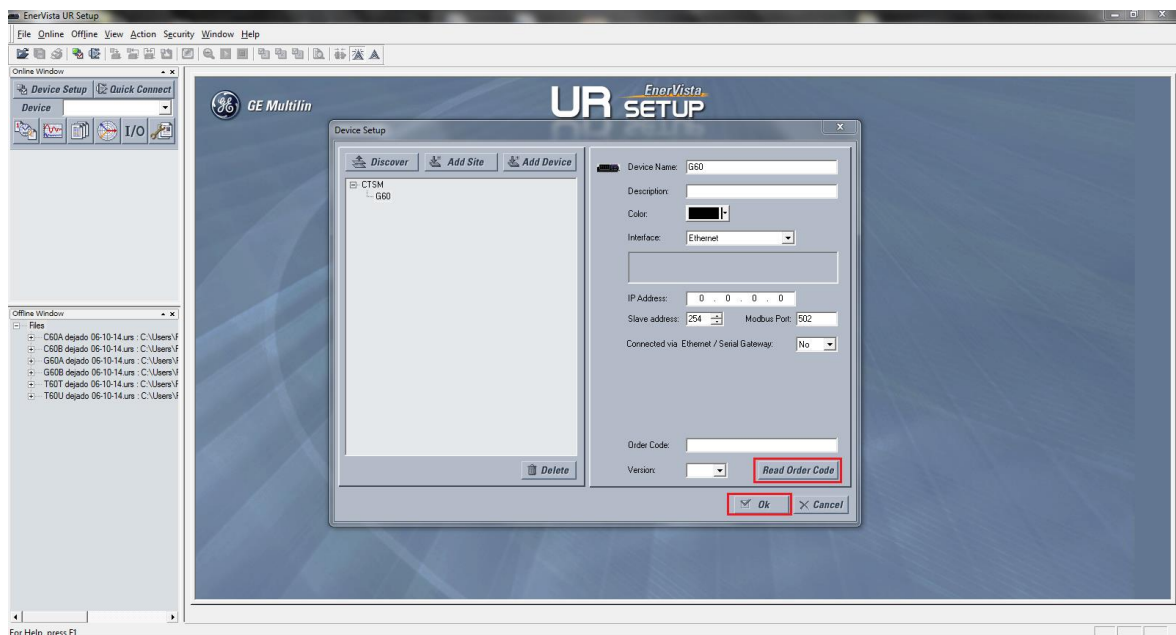 EnerVista UR Setup
File Online Offline View Action Security Window Help
Online Window
Device Setup Quick Connect
Device
I/O
Offline Window
Files
C60A dejado 06-10-14.urs : C:\Users\F
C60B dejado 06-10-14.urs : C:\Users\F
G60A dejado 06-10-14.urs : C:\Users\F
G60B dejado 06-10-14.urs : C:\Users\F
T60T dejado 06-10-14.urs : C:\Users\F
T60U dejado 06-10-14.urs : C:\Users\F
GE Multilin
EnerVista
UR SETUP
Device Setup
Discover Add Site Add Device
CTSM
G60
Delete
Device Name: G60
Description:
Color:
Interface: Ethernet
IP Address: 0 . 0 . 0 . 0
Slave address: 254 Modbus Port: 502
Connected via Ethernet / Serial Gateway: No
Order Code:
Version: Read Order Code
Ok Cancel
For Help, press F1